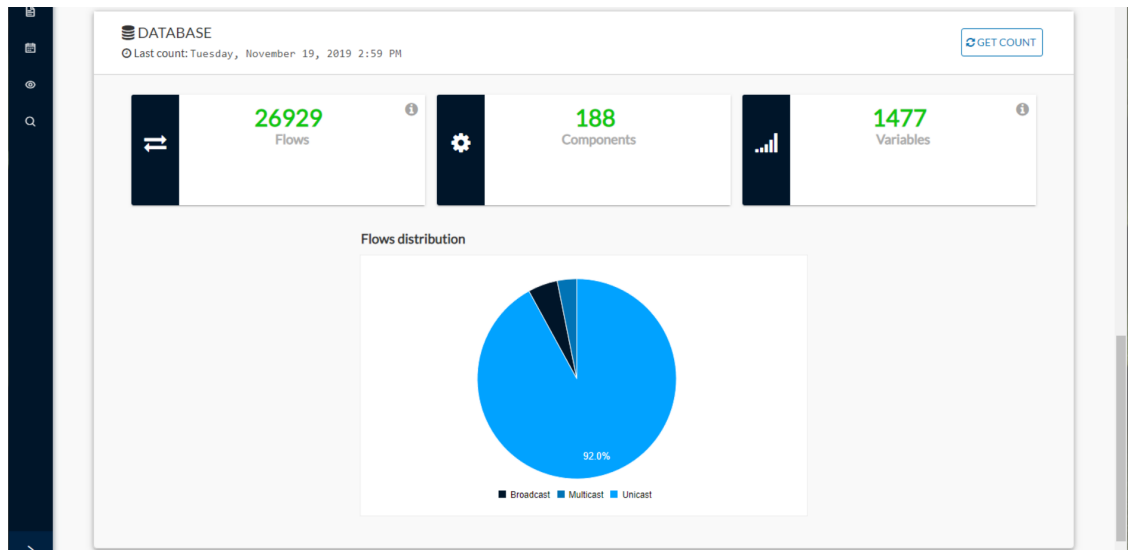 DATABASE
Last count: Tuesday, November 19, 2019 2:59 PM
GET COUNT
26929
Flows
188
Components
1477
Variables
Flows distribution
92.0%
Broadcast Multicast Unicast